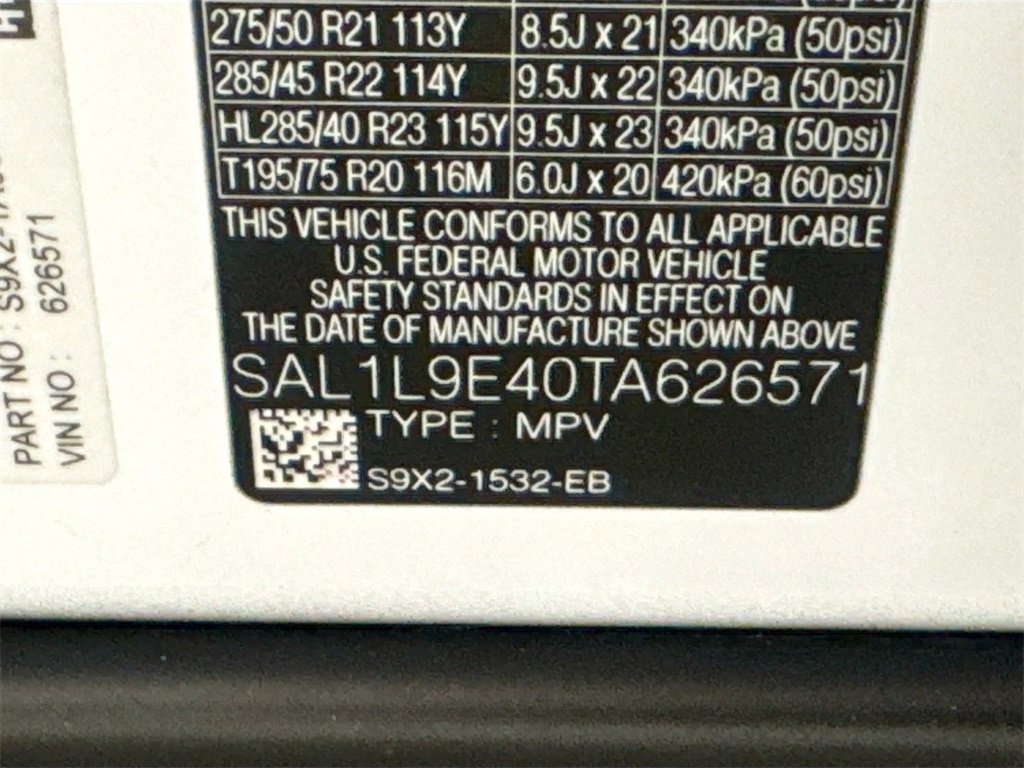 275/50 R21 113Y 8.5J x 21 340kPa (50psi)
285/45 R22 114Y 9.5J x 22 340kPa (50psi)
HL285/40 R23 115Y 9.5J x 23 340kPa (50psi)
T195/75 R20 116M 6.0J x 20 420kPa (60psi)
THIS VEHICLE CONFORMS TO ALL APPLICABLE
U.S. FEDERAL MOTOR VEHICLE
SAFETY STANDARDS IN EFFECT ON
THE DATE OF MANUFACTURE SHOWN ABOVE
SAL1L9E40TA626571
TYPE : MPV
S9X2-1532-EB
PART NO :
VIN NO : 626571